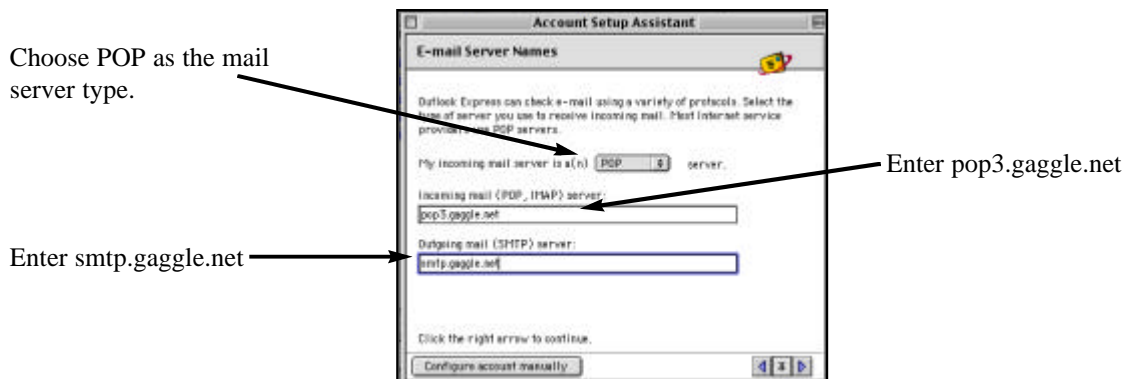 Account Setup Assistant
E-mail Server Names
Choose POP as the mail
server type.
Outlook Express can check e-mail using a variety of protocols. Select the
type of server you use to receive incoming mail. Most Internet service
providers use POP servers.
My incoming mail server is a(n) POP server.
Enter pop3.gaggle.net
Incoming mail (POP, IMAP) server:
pop3.gaggle.net
Outgoing mail (SMTP) server:
Enter smtp.gaggle.net
smtp.gaggle.net
Click the right arrow to continue.
Configure account manually